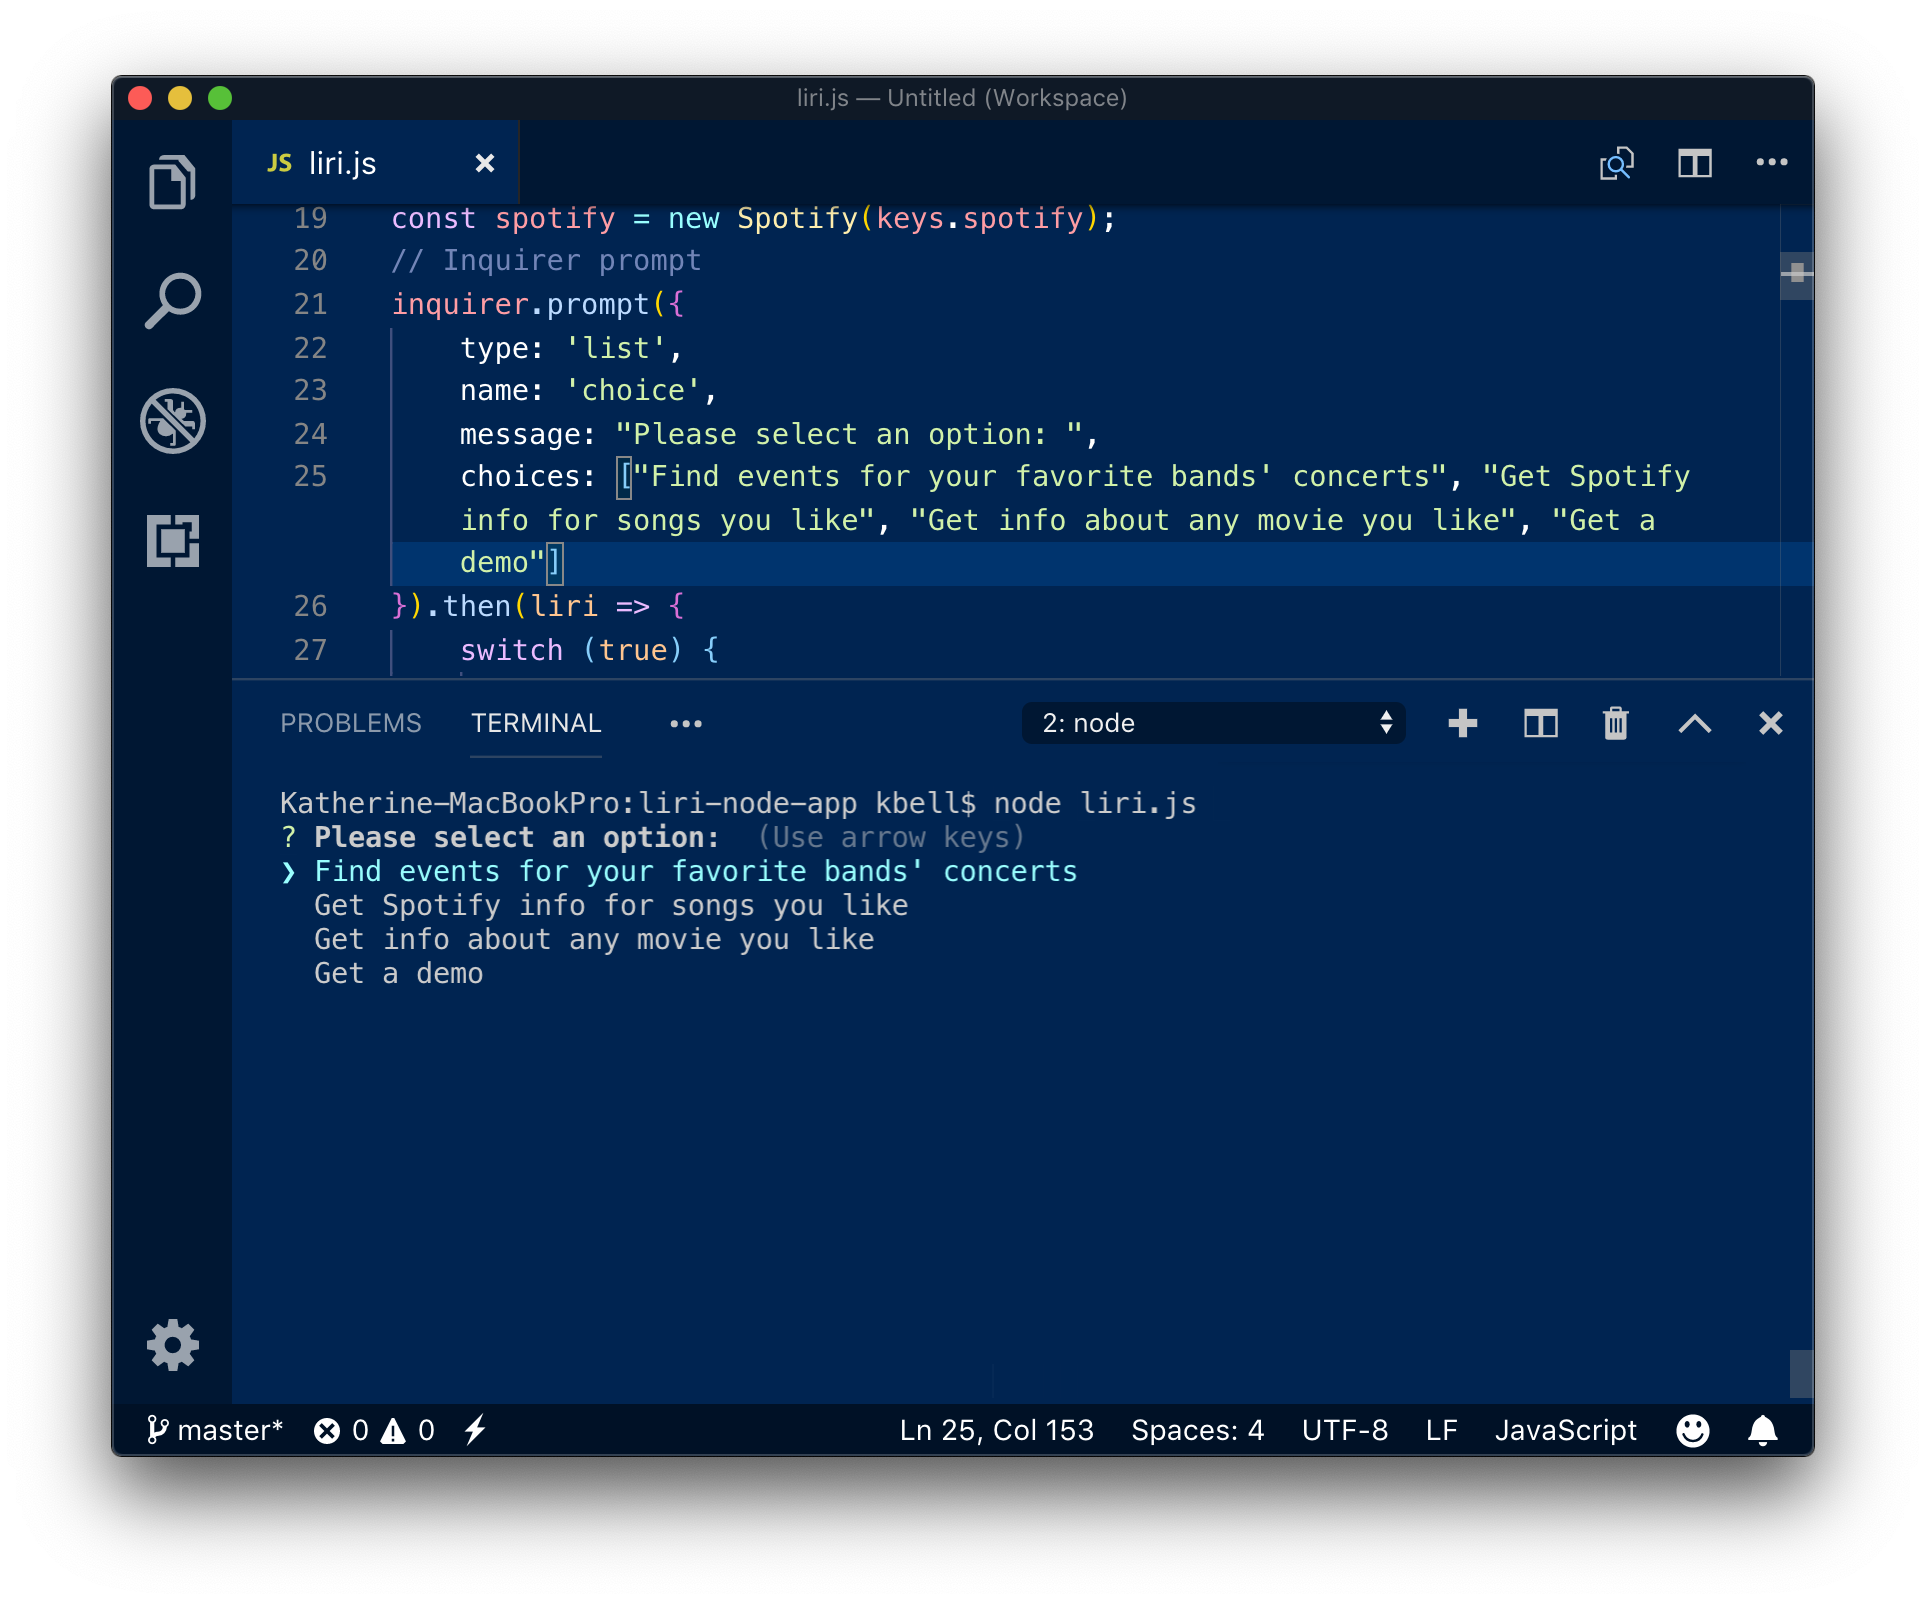 liri.js — Untitled (Workspace)
JS liri.js
19 const spotify = new Spotify(keys.spotify);
20 // Inquirer prompt
21 inquirer.prompt({
22 type: 'list',
23 name: 'choice',
24 message: "Please select an option: ",
25 choices: ["Find events for your favorite bands' concerts", "Get Spotify
info for songs you like", "Get info about any movie you like", "Get a
demo"]
26 }).then(liri => {
27 switch (true) {
PROBLEMS TERMINAL 2: node
Katherine-MacBookPro:liri-node-app kbell$ node liri.js
? Please select an option:  (Use arrow keys)
❯ Find events for your favorite bands' concerts
Get Spotify info for songs you like
Get info about any movie you like
Get a demo
master* 0 0 Ln 25, Col 153 Spaces: 4 UTF-8 LF JavaScript